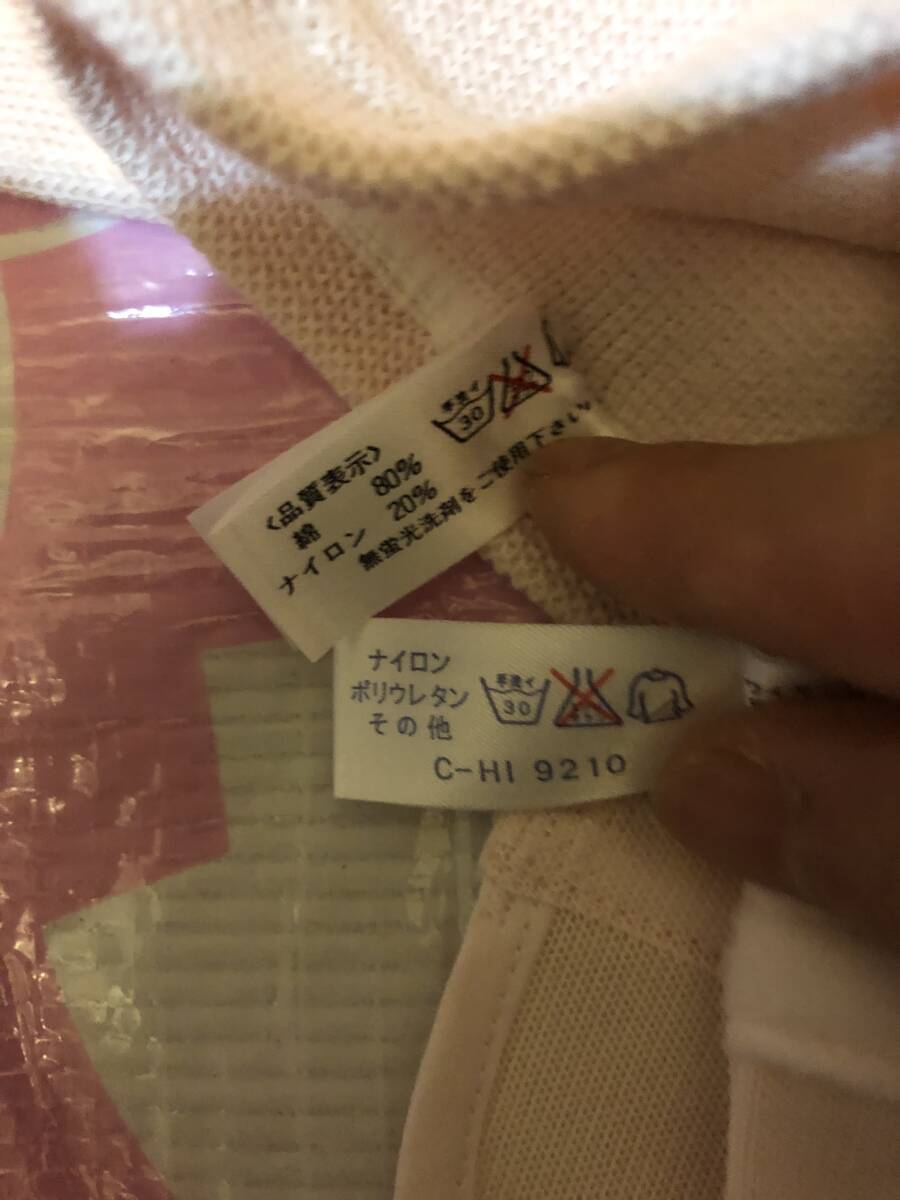 手洗イ
30
〈品質表示〉
綿 80%
ナイロン 20%
無蛍光洗剤をご使用下さい
ナイロン
ポリウレタン
その他
手洗イ
30
C-HI 9210